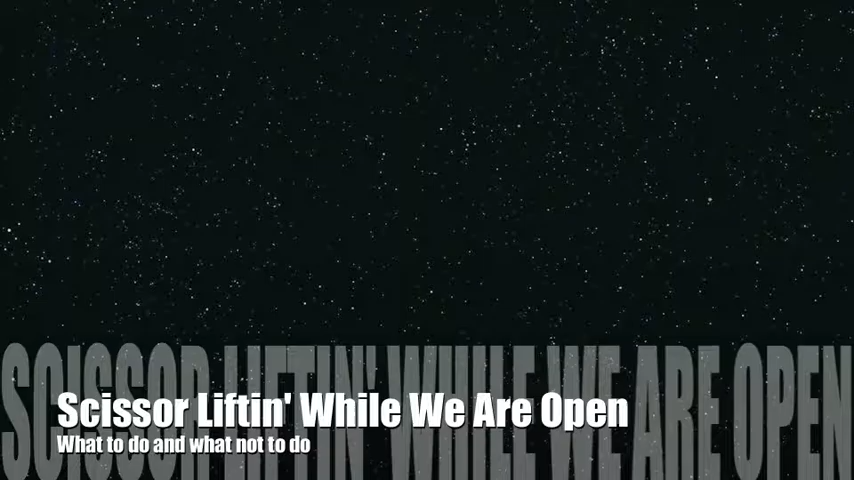 SCISSOR LIFTIN' WHILE WE ARE OPEN
Scissor Liftin' While We Are Open
What to do and what not to do